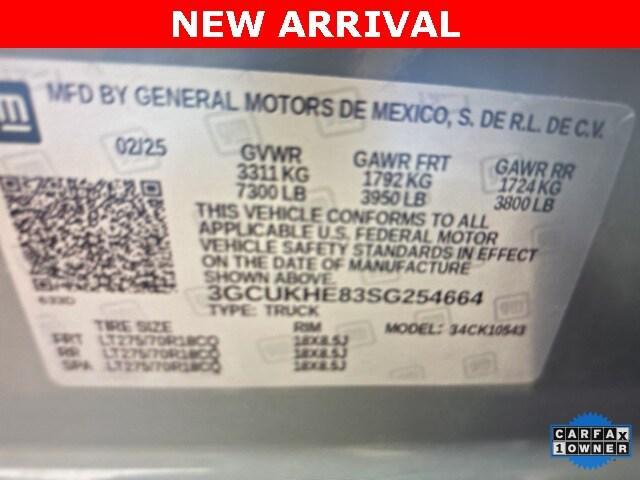 NEW ARRIVAL
gm
MFD BY GENERAL MOTORS DE MEXICO, S. DE R.L. DE C.V.
02/25 GVWR GAWR FRT GAWR RR
3311 KG 1792 KG 1724 KG
7300 LB 3950 LB 3800 LB
THIS VEHICLE CONFORMS TO ALL
APPLICABLE U.S. FEDERAL MOTOR
VEHICLE SAFETY STANDARDS IN EFFECT
ON THE DATE OF MANUFACTURE
SHOWN ABOVE.
3GCUKHE83SG254664
TYPE: TRUCK MODEL: 34CK10543
TIRE SIZE RIM
FRT LT275/70R18CQ 18X8.5J
RR LT275/70R18CQ 18X8.5J
SPA LT275/70R18CQ 18X8.5J
CARFAX
1 OWNER